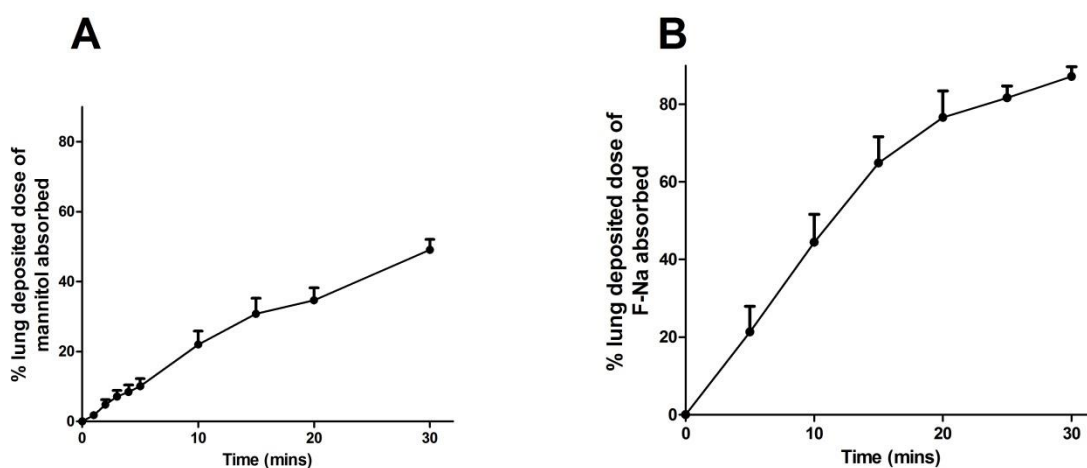 A
% lung deposited dose of
mannitol absorbed
80
60
40
20
0
0 10 20 30
Time (mins)
B
% lung deposited dose of
F-Na absorbed
80
60
40
20
0
0 10 20 30
Time (mins)